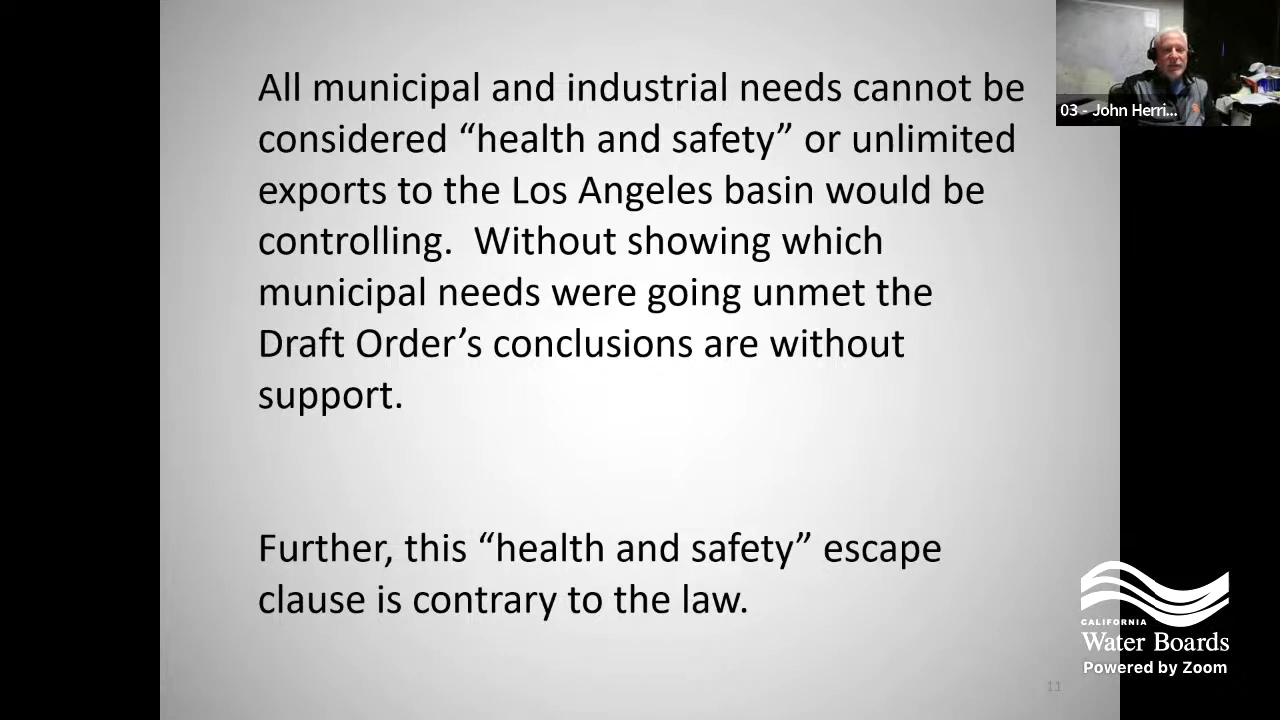 All municipal and industrial needs cannot be
considered “health and safety” or unlimited
exports to the Los Angeles basin would be
controlling.  Without showing which
municipal needs were going unmet the
Draft Order’s conclusions are without
support.
Further, this “health and safety” escape
clause is contrary to the law.
03 - John Herri...
CALIFORNIA
Water Boards
Powered by Zoom
11